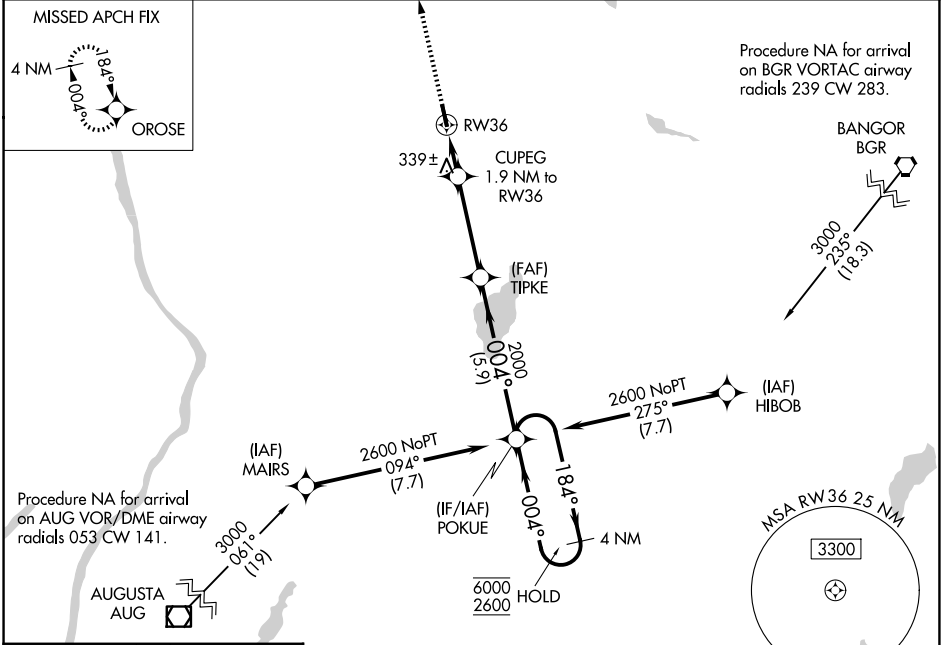 MISSED APCH FIX
4 NM
184°
004°
OROSE
Procedure NA for arrival
on BGR VORTAC airway
radials 239 CW 283.
BANGOR
BGR
3000
235°
(18.3)
RW36
339±
CUPEG
1.9 NM to
RW36
(FAF)
TIPKE
2000
004°
(5.9)
2600 NoPT
275°
(7.7)
(IAF)
HIBOB
(IAF)
MAIRS
2600 NoPT
094°
(7.7)
(IF/IAF)
POKUE
004°
184°
4 NM
6000
2600
HOLD
Procedure NA for arrival
on AUG VOR/DME airway
radials 053 CW 141.
3000
061°
(19)
AUGUSTA
AUG
MSA RW36 25 NM
3300